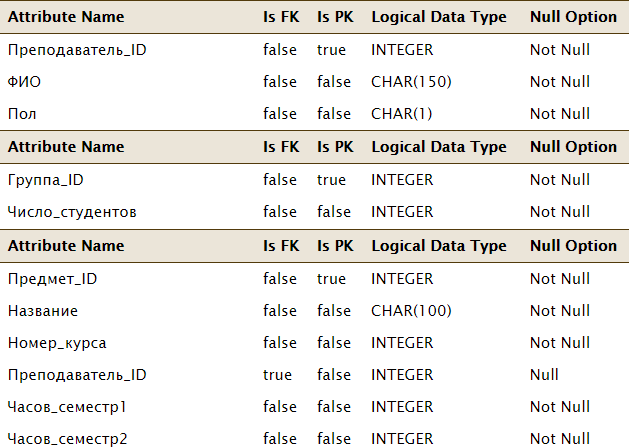 Attribute Name Is FK Is PK Logical Data Type Null Option
Преподаватель_ID false true INTEGER Not Null
ФИО false false CHAR(150) Not Null
Пол false false CHAR(1) Not Null
Attribute Name Is FK Is PK Logical Data Type Null Option
Группа_ID false true INTEGER Not Null
Число_студентов false false INTEGER Not Null
Attribute Name Is FK Is PK Logical Data Type Null Option
Предмет_ID false true INTEGER Not Null
Название false false CHAR(100) Not Null
Номер_курса false false INTEGER Not Null
Преподаватель_ID true false INTEGER Null
Часов_семестр1 false false INTEGER Not Null
Часов_семестр2 false false INTEGER Not Null